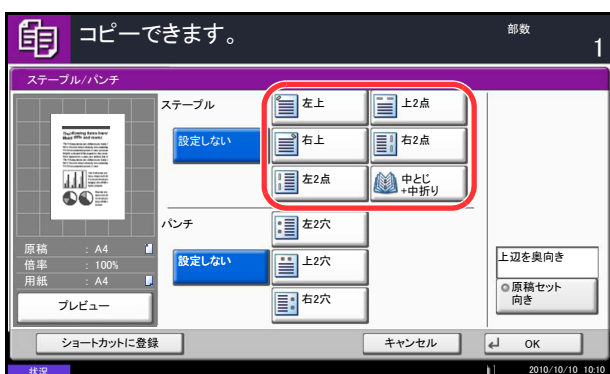 コピーできます。
部数
1
ステープル/パンチ
ステープル
設定しない
左上
上2点
右上
右2点
左2点
中とじ
+中折り
パンチ
設定しない
左2穴
上2穴
右2穴
原稿 : A4
倍率 : 100%
用紙 : A4
プレビュー
上辺を奥向き
原稿セット
向き
ショートカットに登録
キャンセル
OK
状況
2010/10/10 10:10